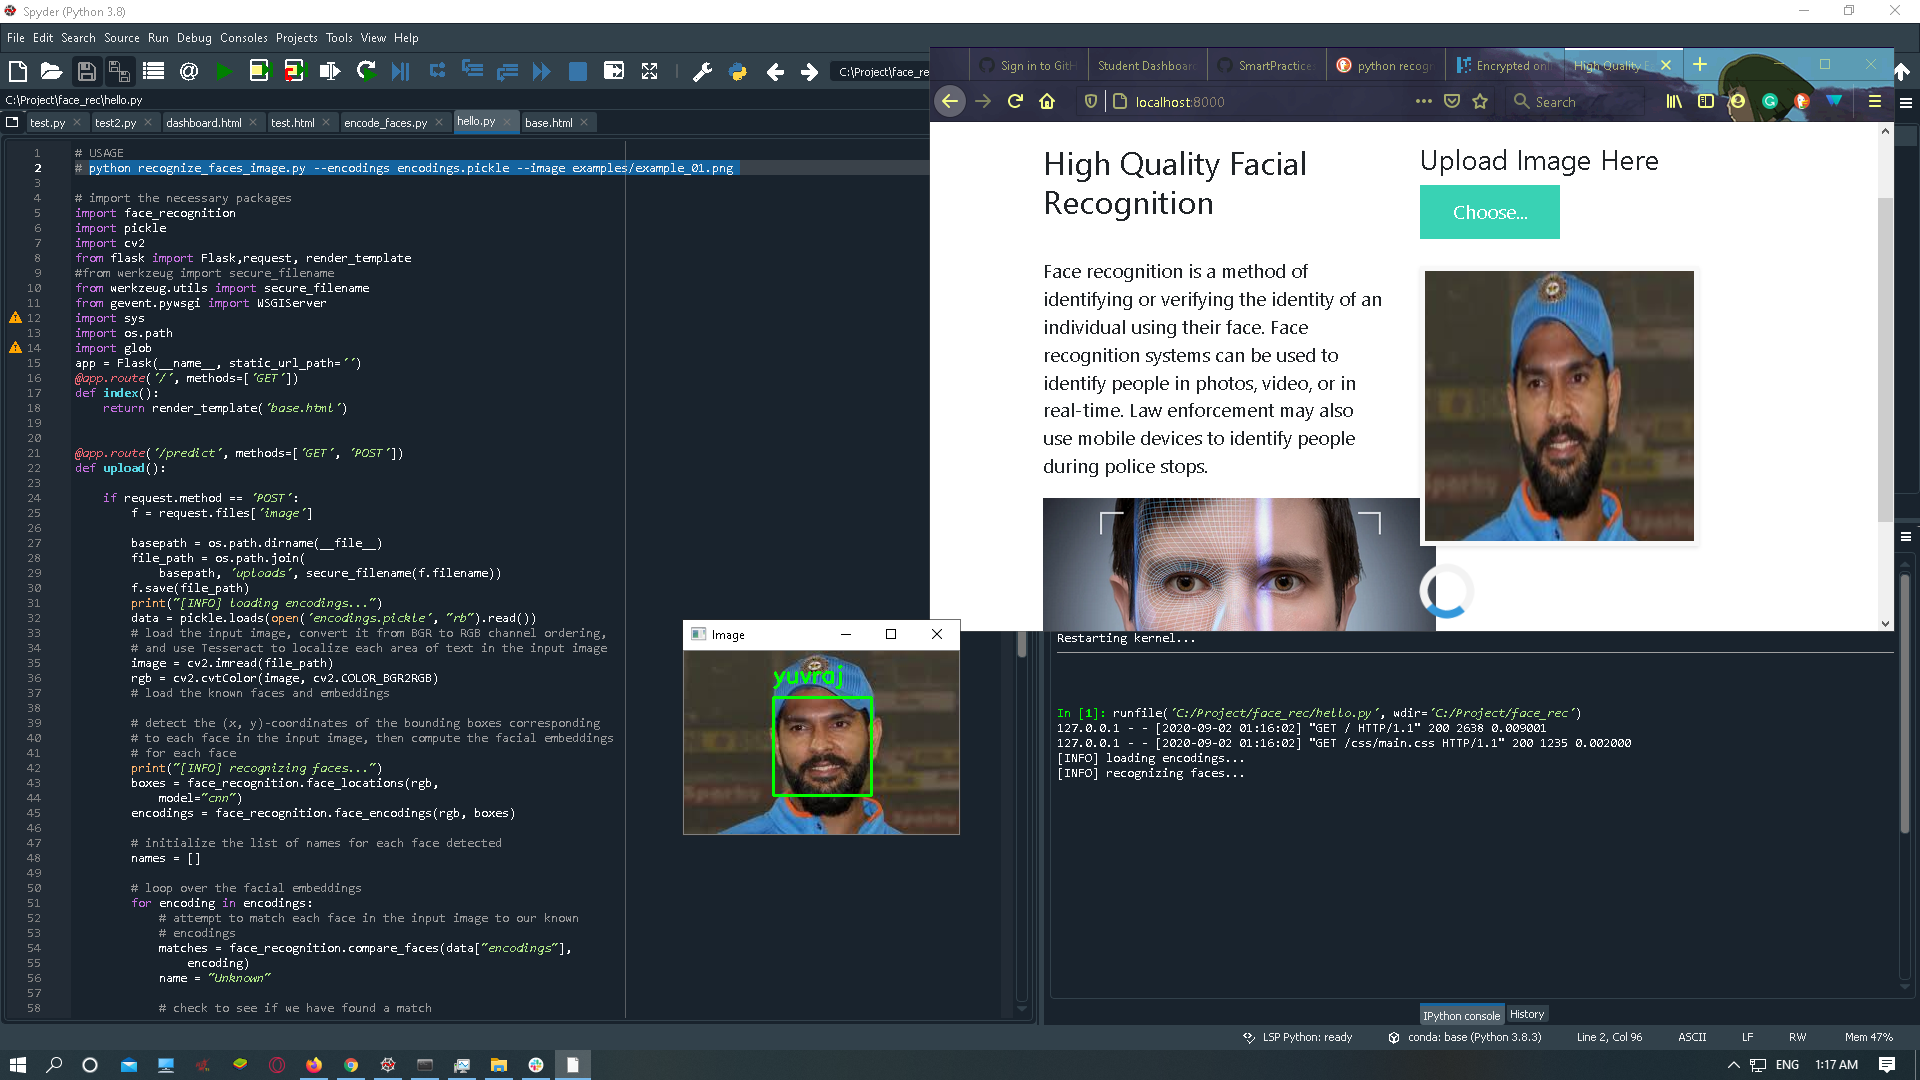 Spyder (Python 3.8)
File Edit Search Source Run Debug Consoles Projects Tools View Help
C:\Project\face_re
C:\Project\face_rec\hello.py
test.py
test2.py
dashboard.html
test.html
encode_faces.py
hello.py
base.html
1 # USAGE
2 # python recognize_faces_image.py --encodings encodings.pickle --image examples/example_01.png
3
4 # import the necessary packages
5 import face_recognition
6 import pickle
7 import cv2
8 from flask import Flask,request, render_template
9 #from werkzeug import secure_filename
10 from werkzeug.utils import secure_filename
11 from gevent.pywsgi import WSGIServer
12 import sys
13 import os.path
14 import glob
15 app = Flask(__name__, static_url_path='')
16 @app.route('/', methods=['GET'])
17 def index():
18 return render_template('base.html')
19
20
21 @app.route('/predict', methods=['GET', 'POST'])
22 def upload():
23
24 if request.method == 'POST':
25 f = request.files['image']
26
27 basepath = os.path.dirname(__file__)
28 file_path = os.path.join(
29 basepath, 'uploads', secure_filename(f.filename))
30 f.save(file_path)
31 print("[INFO] loading encodings...")
32 data = pickle.loads(open('encodings.pickle', "rb").read())
33 # load the input image, convert it from BGR to RGB channel ordering,
34 # and use Tesseract to localize each area of text in the input image
35 image = cv2.imread(file_path)
36 rgb = cv2.cvtColor(image, cv2.COLOR_BGR2RGB)
37 # load the known faces and embeddings
38
39 # detect the (x, y)-coordinates of the bounding boxes corresponding
40 # to each face in the input image, then compute the facial embeddings
41 # for each face
42 print("[INFO] recognizing faces...")
43 boxes = face_recognition.face_locations(rgb,
44 model="cnn")
45 encodings = face_recognition.face_encodings(rgb, boxes)
46
47 # initialize the list of names for each face detected
48 names = []
49
50 # loop over the facial embeddings
51 for encoding in encodings:
52 # attempt to match each face in the input image to our known
53 # encodings
54 matches = face_recognition.compare_faces(data["encodings"],
55 encoding)
56 name = "Unknown"
57
58 # check to see if we have found a match
Image
yuvraj
Sign in to GitH
Student Dashboar
SmartPractice
python recogn
Encrypted onl
High Quality F
localhost:8000
Search
High Quality Facial
Recognition
Face recognition is a method of
identifying or verifying the identity of an
individual using their face. Face
recognition systems can be used to
identify people in photos, video, or in
real-time. Law enforcement may also
use mobile devices to identify people
during police stops.
Upload Image Here
Choose...
Restarting kernel...
In [1]: runfile('C:/Project/face_rec/hello.py', wdir='C:/Project/face_rec')
127.0.0.1 - - [2020-09-02 01:16:02] "GET / HTTP/1.1" 200 2638 0.009001
127.0.0.1 - - [2020-09-02 01:16:02] "GET /css/main.css HTTP/1.1" 200 1235 0.002000
[INFO] loading encodings...
[INFO] recognizing faces...
IPython console
History
LSP Python: ready
conda: base (Python 3.8.3)
Line 2, Col 96
ASCII
LF
RW
Mem 47%
ENG
1:17 AM